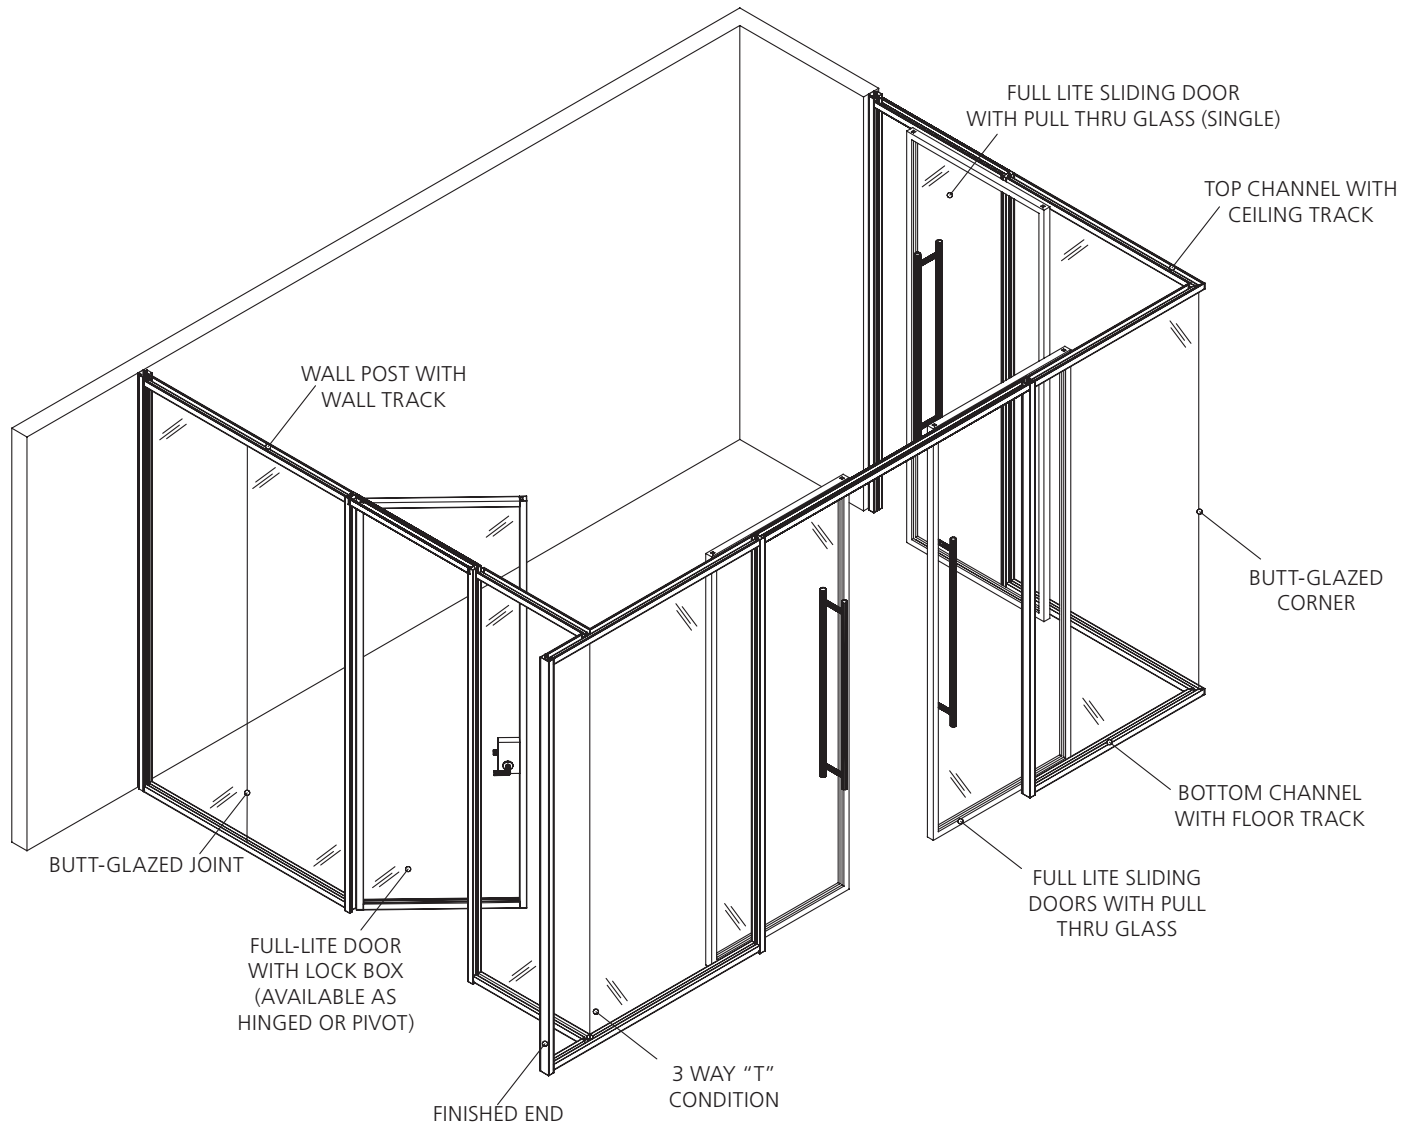 FULL LITE SLIDING DOOR
WITH PULL THRU GLASS (SINGLE)
TOP CHANNEL WITH
CEILING TRACK
WALL POST WITH
WALL TRACK
BUTT-GLAZED
CORNER
BOTTOM CHANNEL
WITH FLOOR TRACK
BUTT-GLAZED JOINT
FULL LITE SLIDING
DOORS WITH PULL
THRU GLASS
FULL-LITE DOOR
WITH LOCK BOX
(AVAILABLE AS
HINGED OR PIVOT)
3 WAY “T”
CONDITION
FINISHED END